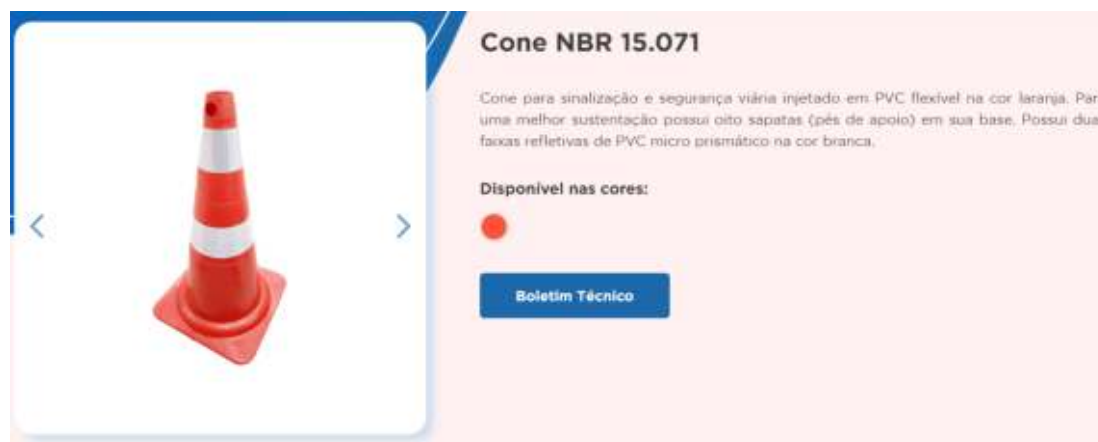 Cone NBR 15.071
Cone para sinalização e segurança viária injetado em PVC flexível na cor laranja. Par
uma melhor sustentação possui oito sapatas (pés de apoio) em sua base. Possui dua
faixas refletivas de PVC micro prismático na cor branca.
Disponível nas cores:
Boletim Técnico